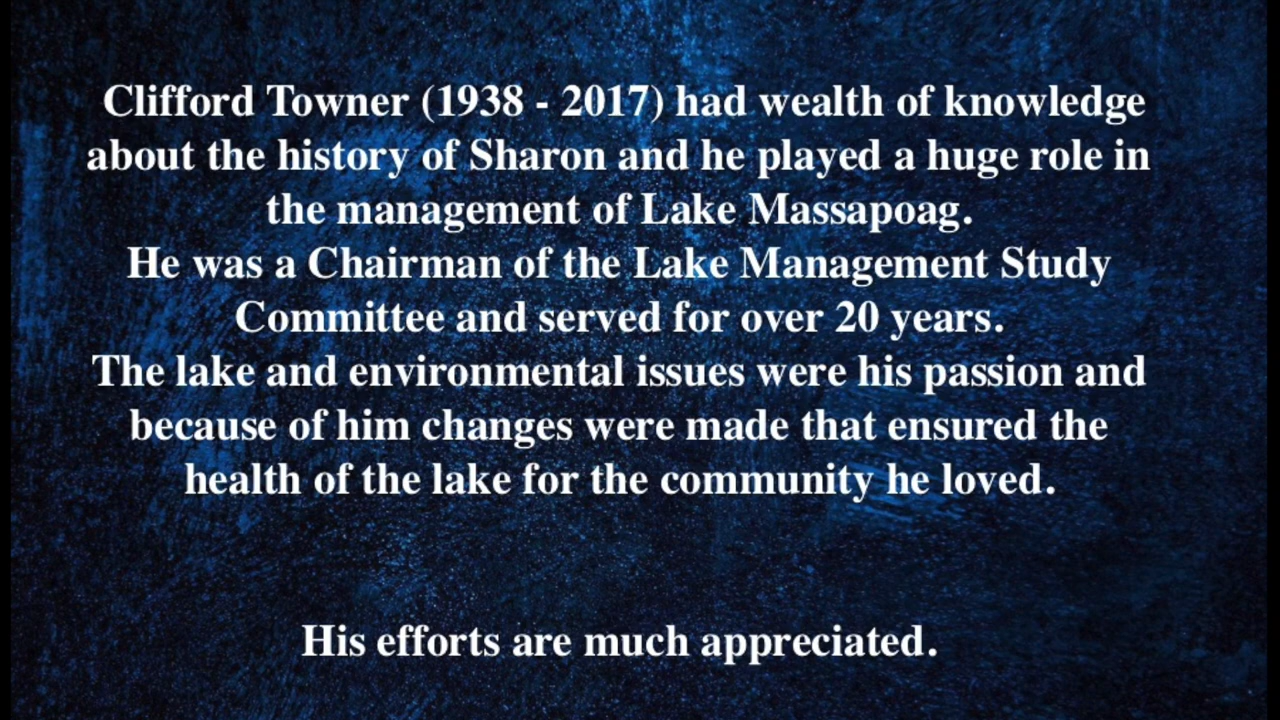 Clifford Towner (1938 - 2017) had wealth of knowledge
about the history of Sharon and he played a huge role in
the management of Lake Massapoag.
He was a Chairman of the Lake Management Study
Committee and served for over 20 years.
The lake and environmental issues were his passion and
because of him changes were made that ensured the
health of the lake for the community he loved.
His efforts are much appreciated.